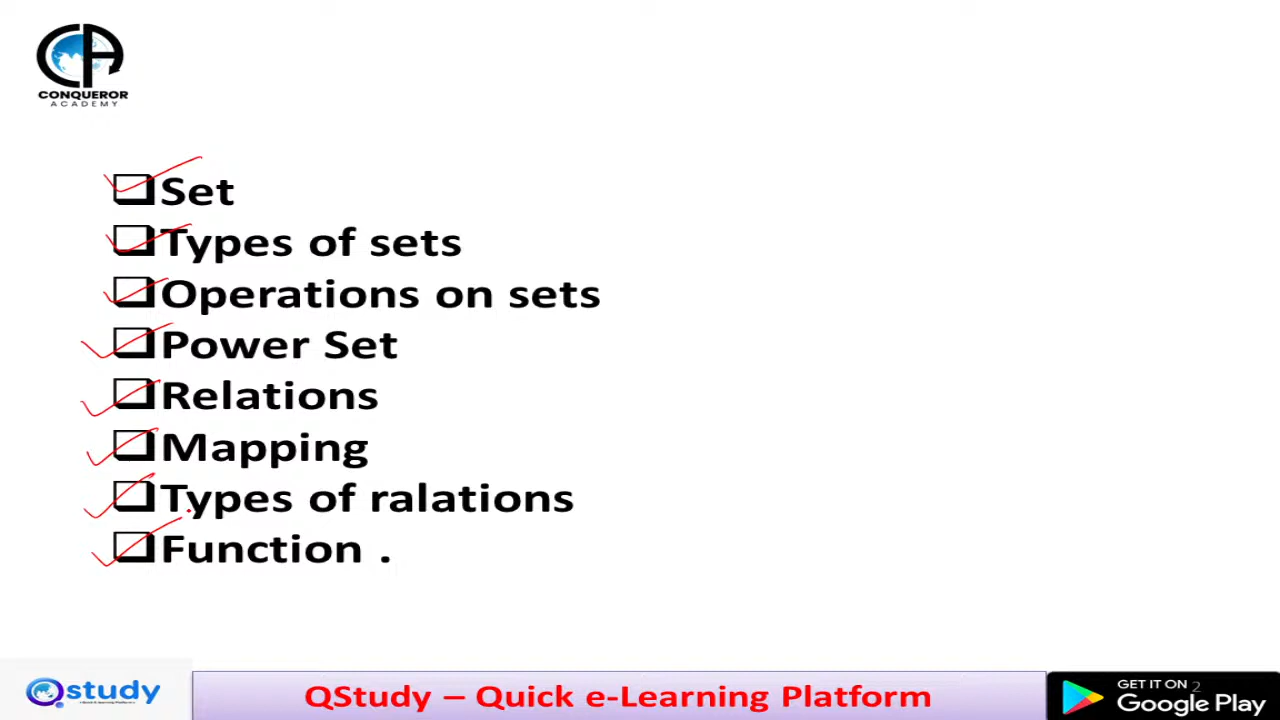 CONQUEROR
ACADEMY
Set
Types of sets
Operations on sets
Power Set
Relations
Mapping
Types of ralations
Function .
Qstudy
QStudy – Quick e-Learning Platform
GET IT ON 2
Google Play